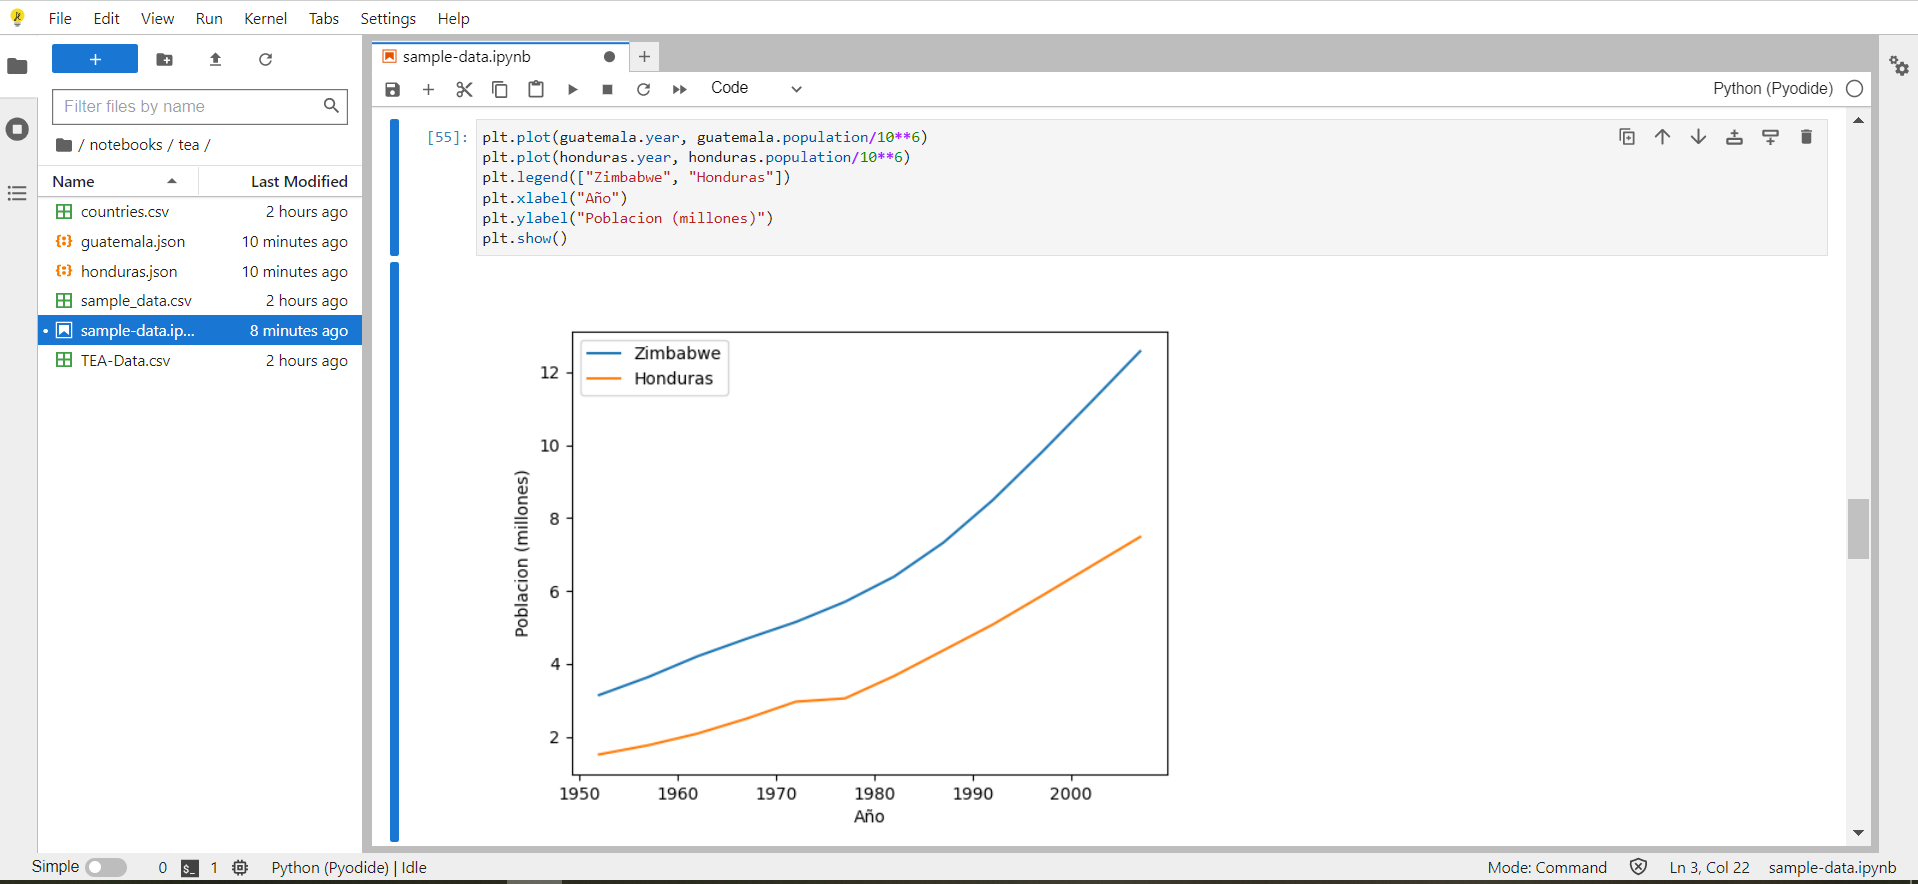 File Edit View Run Kernel Tabs Settings Help
+
Filter files by name
/ notebooks / tea /
Name Last Modified
countries.csv 2 hours ago
guatemala.json 10 minutes ago
honduras.json 10 minutes ago
sample_data.csv 2 hours ago
sample-data.ip... 8 minutes ago
TEA-Data.csv 2 hours ago
sample-data.ipynb
Code
Python (Pyodide)
[55]:
plt.plot(guatemala.year, guatemala.population/10**6)
plt.plot(honduras.year, honduras.population/10**6)
plt.legend(["Zimbabwe", "Honduras"])
plt.xlabel("Año")
plt.ylabel("Poblacion (millones)")
plt.show()
Zimbabwe
Honduras
12
10
8
6
4
2
Poblacion (millones)
1950 1960 1970 1980 1990 2000
Año
Simple 0 $_ 1 Python (Pyodide) | Idle
Mode: Command Ln 3, Col 22 sample-data.ipynb